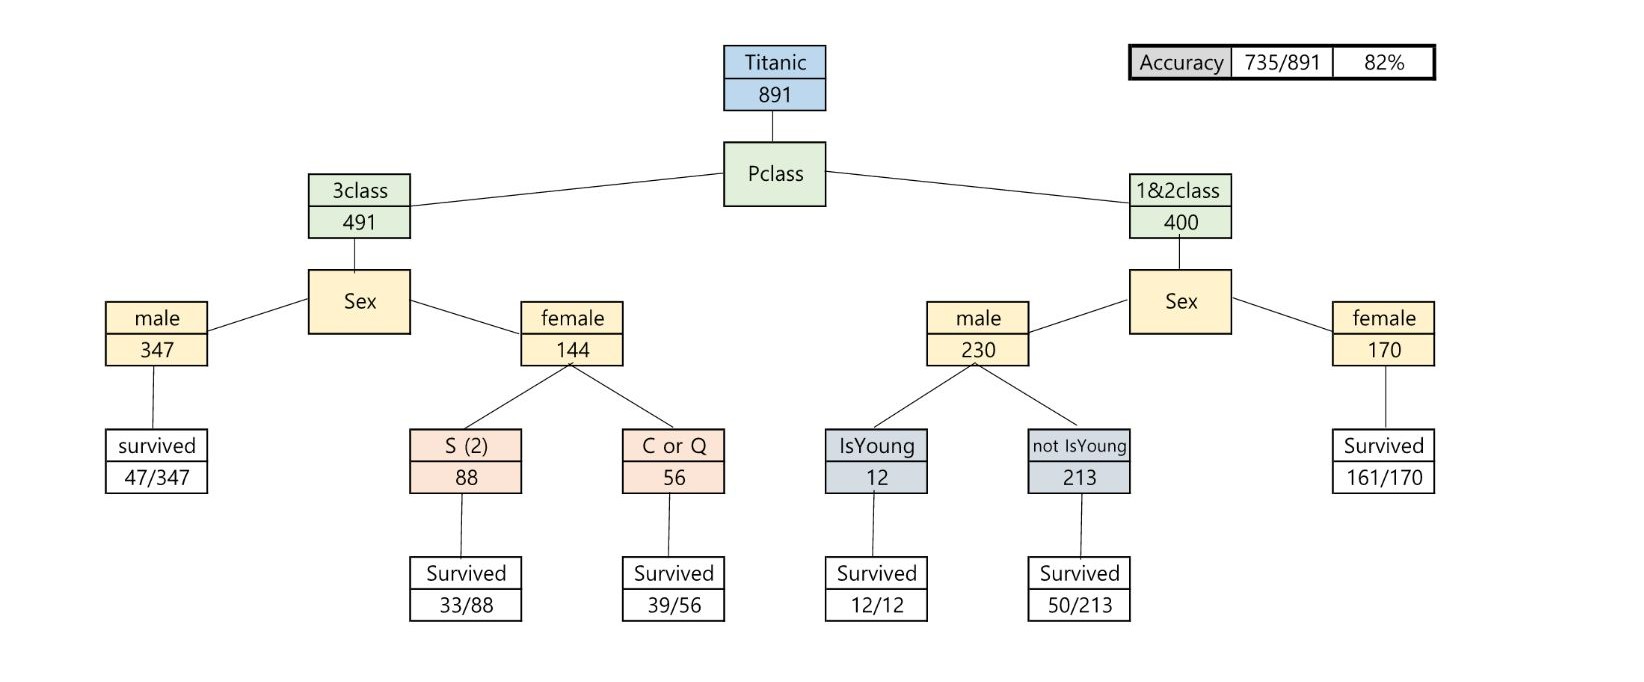 Titanic
891
Accuracy 735/891 82%
Pclass
3class
491
1&2class
400
Sex
Sex
male
347
female
144
male
230
female
170
survived
47/347
S (2)
88
C or Q
56
IsYoung
12
not IsYoung
213
Survived
161/170
Survived
33/88
Survived
39/56
Survived
12/12
Survived
50/213